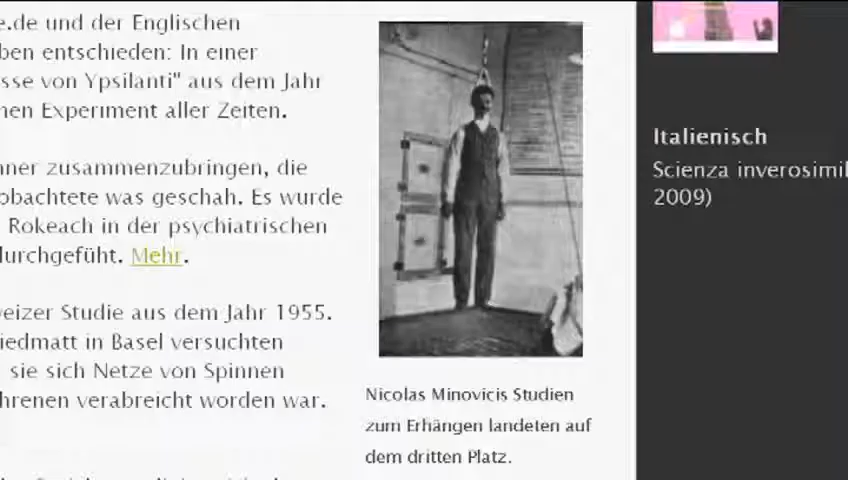 e.de und der Englischen
ben entschieden: In einer
sse von Ypsilanti" aus dem Jahr
hen Experiment aller Zeiten.
nner zusammenzubringen, die
obachtete was geschah. Es wurde
Rokeach in der psychiatrischen
durchgefüht. Mehr.
weizer Studie aus dem Jahr 1955.
iedmatt in Basel versuchten
sie sich Netze von Spinnen
hrenen verabreicht worden war.
Nicolas Minovicis Studien
zum Erhängen landeten auf
dem dritten Platz.
Italienisch
Scienza inverosimil
2009)